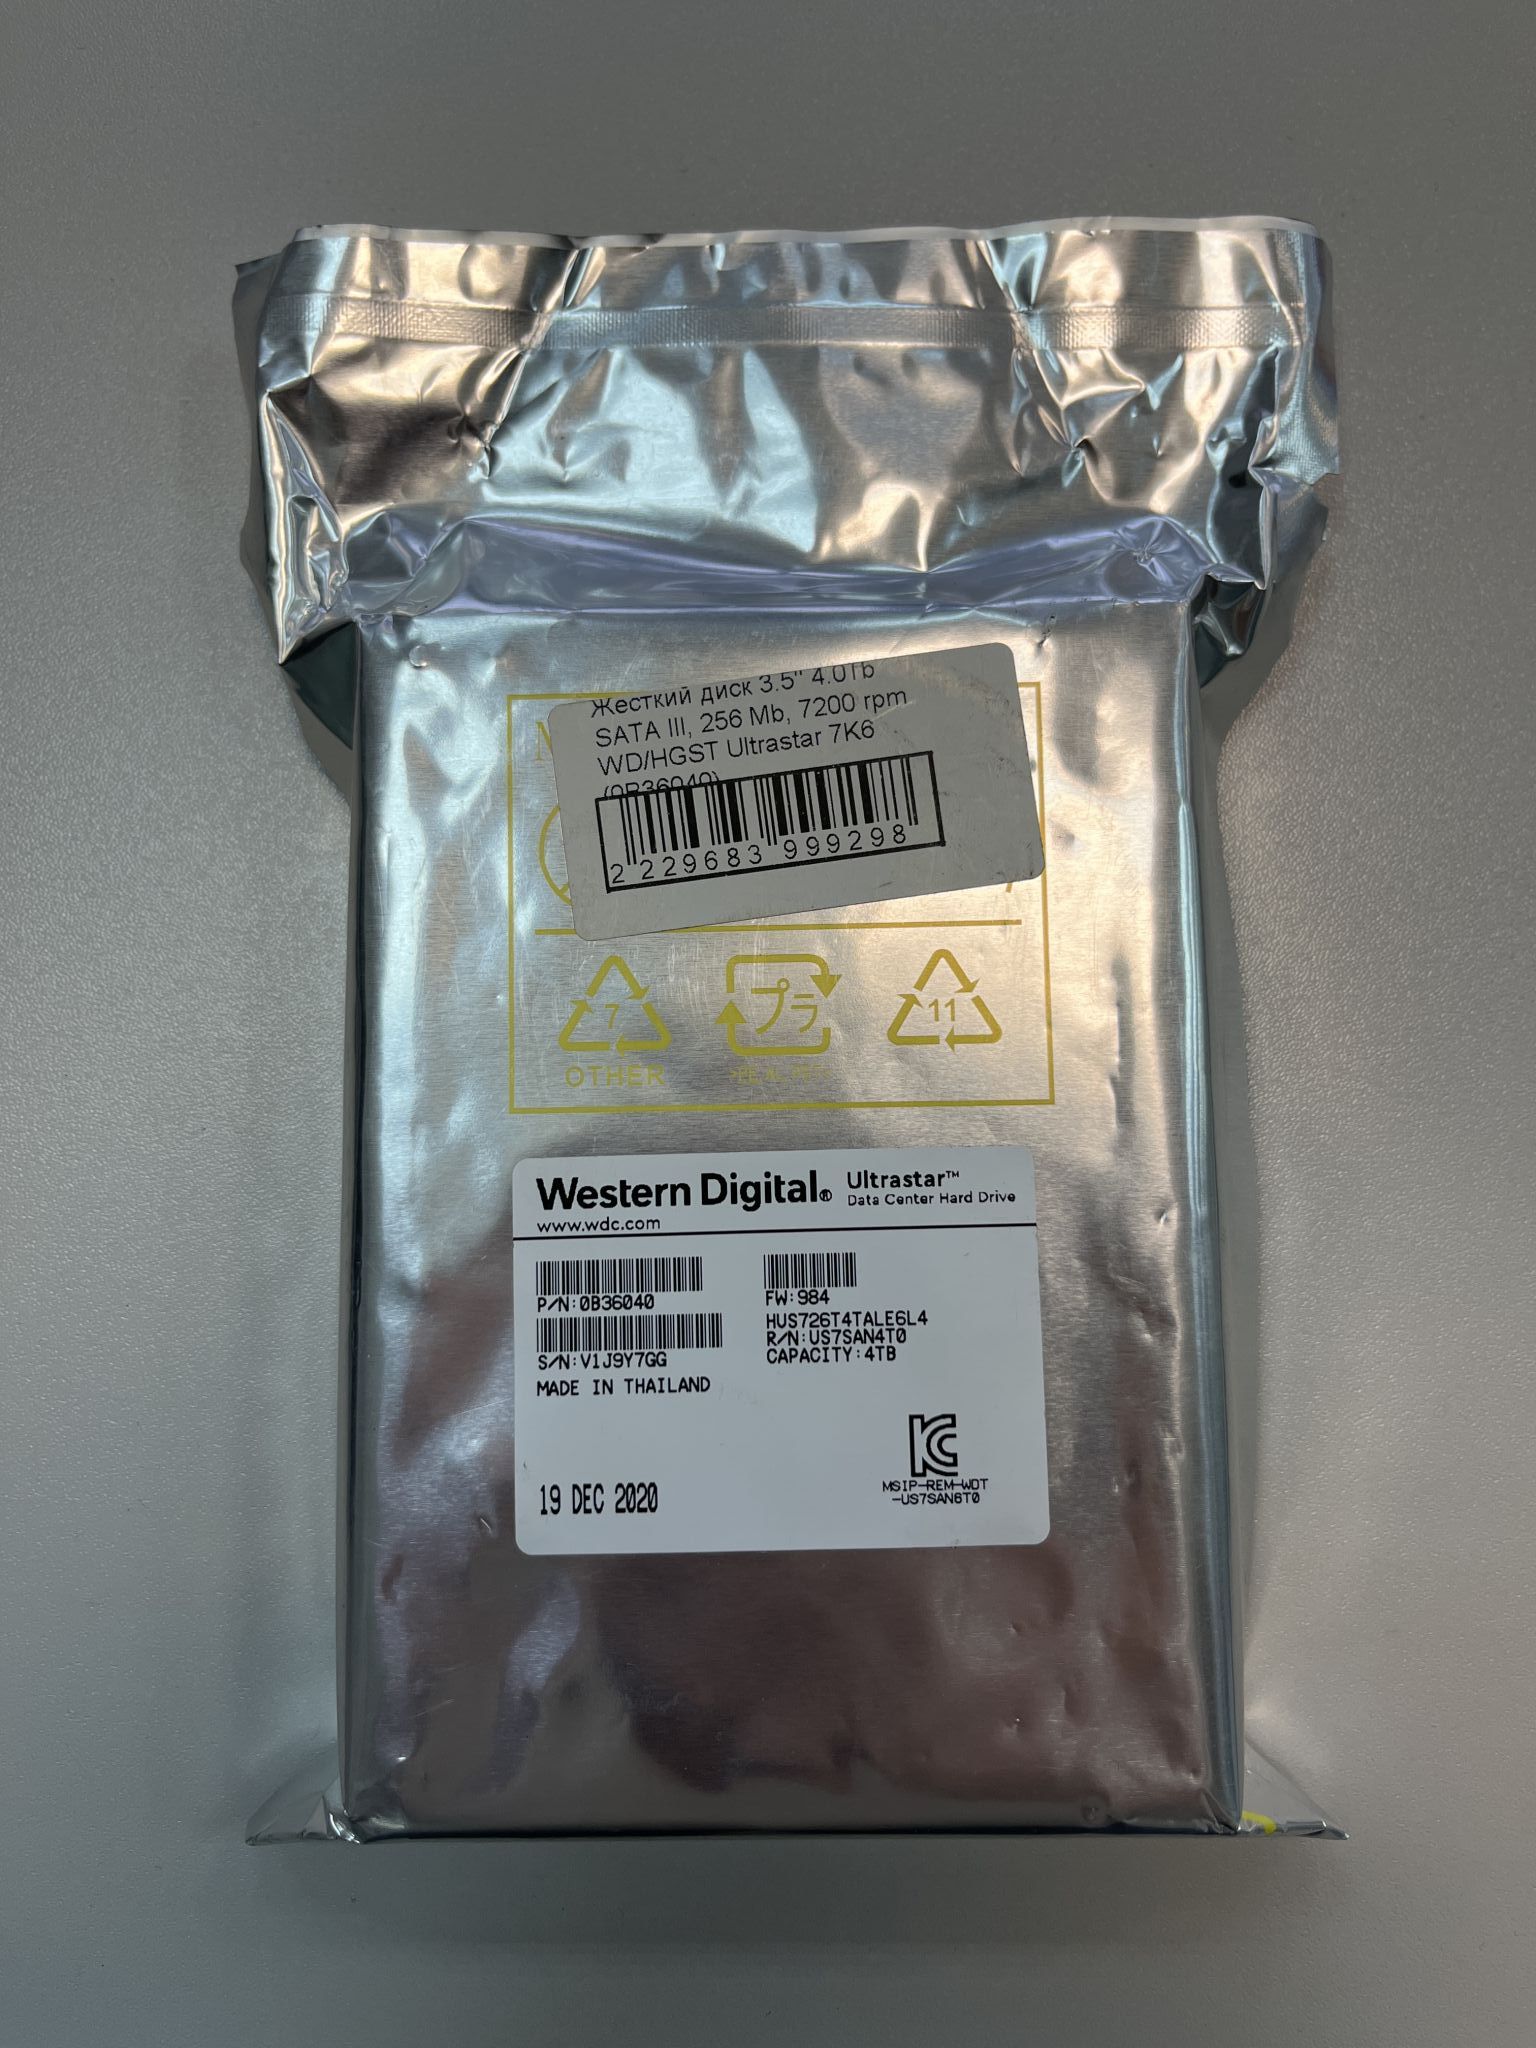 Жесткий диск 3.5" 4.0Tb
SATA III, 256 Mb, 7200 rpm
WD/HGST Ultrastar 7K6
(0B36040)
2 229683 999298
7
プラ
11
OTHER
Western Digital® Ultrastar™
Data Center Hard Drive
www.wdc.com
P/N:0B36040
FW:984
HUS726T4TALE6L4
R/N:US7SAN4T0
S/N:V1J9Y7GG
CAPACITY:4TB
MADE IN THAILAND
19 DEC 2020
MSIP-REM-WDT
-US7SAN6T0